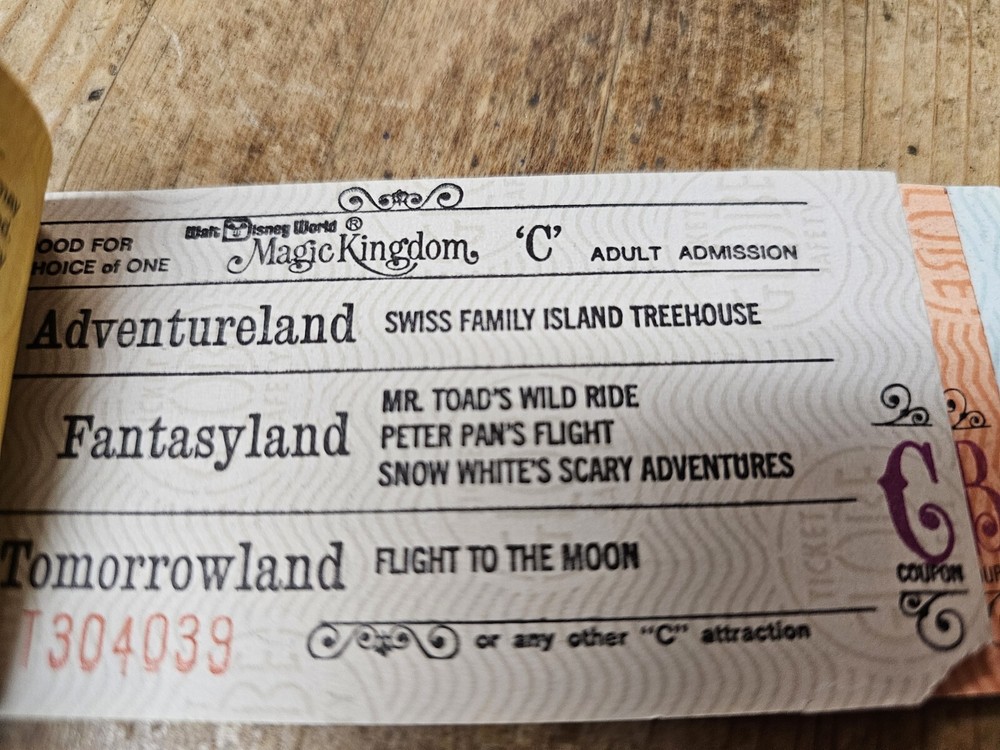 OOD FOR
HOICE of ONE
Walt Disney World ®
Magic Kingdom
'C' ADULT ADMISSION
Adventureland SWISS FAMILY ISLAND TREEHOUSE
Fantasyland MR. TOAD'S WILD RIDE
PETER PAN'S FLIGHT
SNOW WHITE'S SCARY ADVENTURES
Tomorrowland FLIGHT TO THE MOON
T304039
or any other "C" attraction
C
COUPON